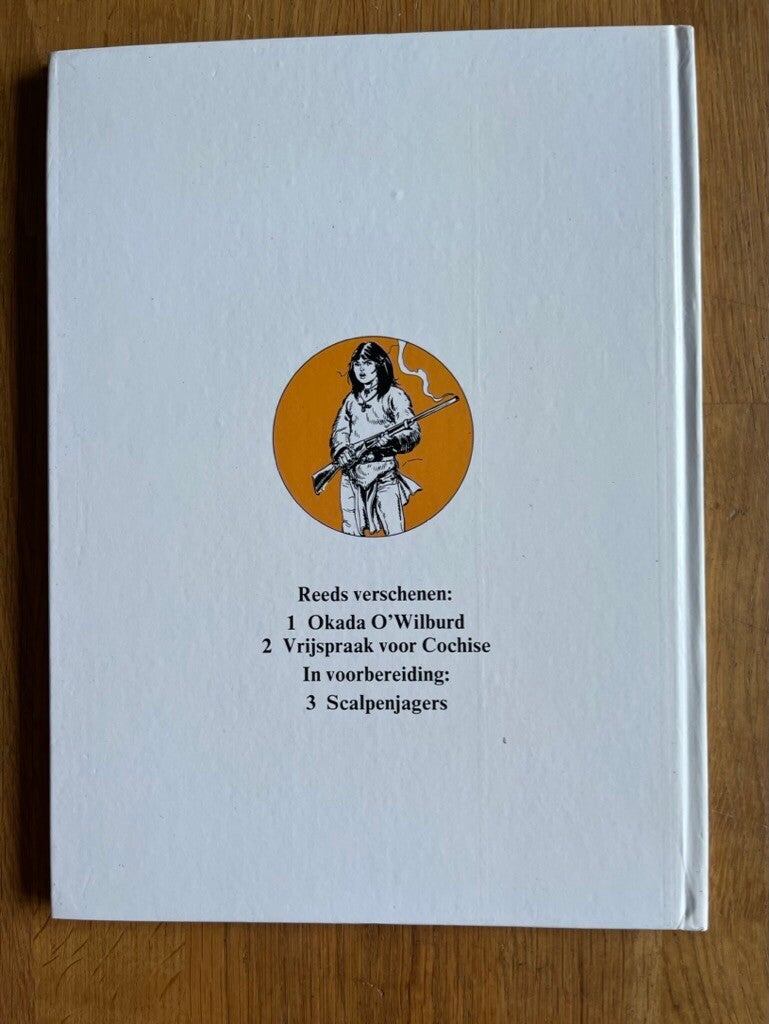 Reeds verschenen:
1 Okada O'Wilburd
2 Vrijspraak voor Cochise
In voorbereiding:
3 Scalpenjagers